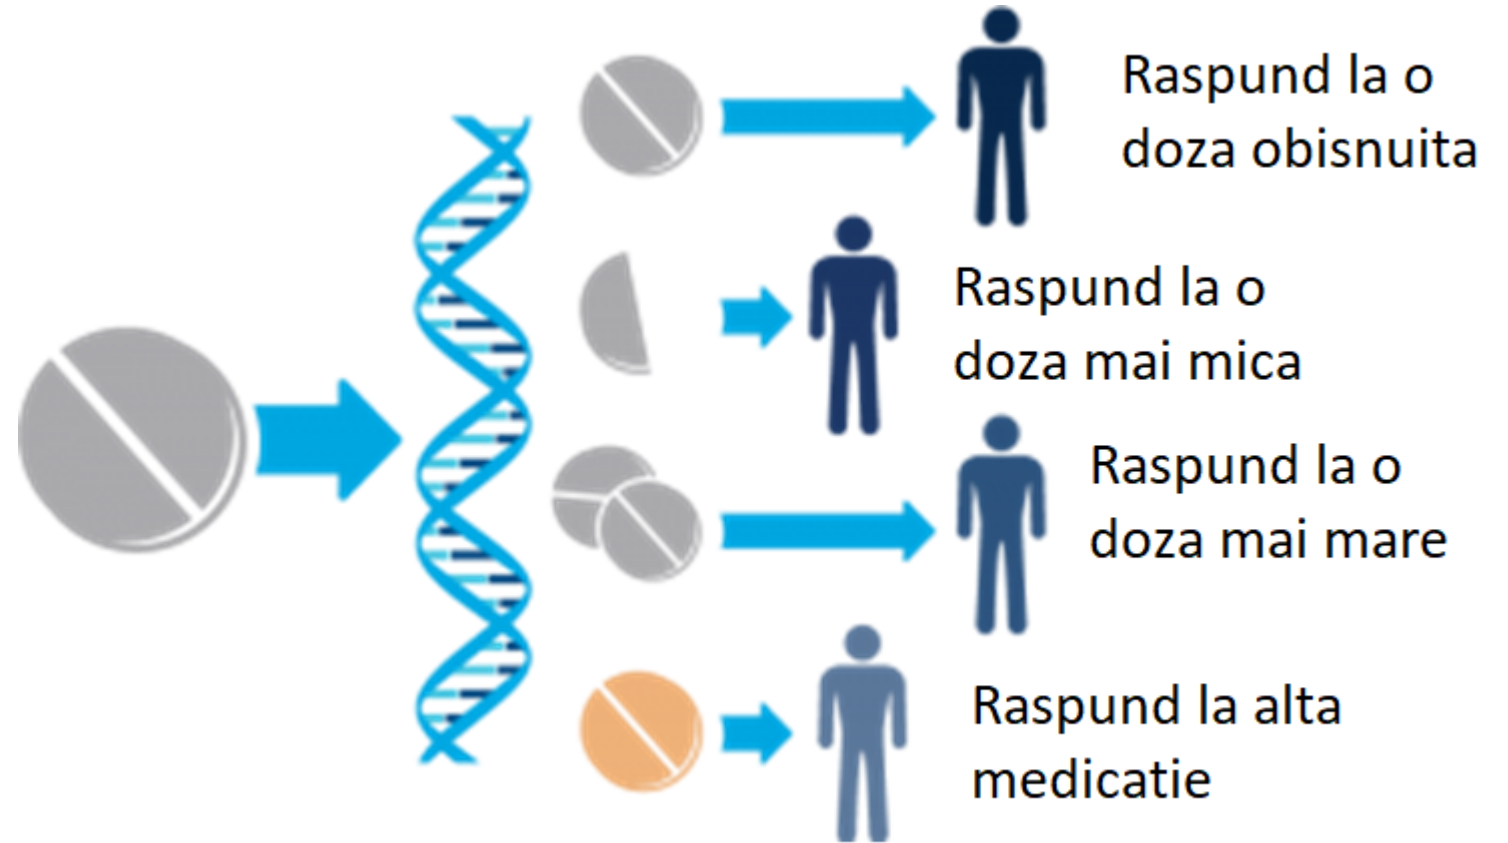 Raspund la o
doza obisnuita
Raspund la o
doza mai mica
Raspund la o
doza mai mare
Raspund la alta
medicatie